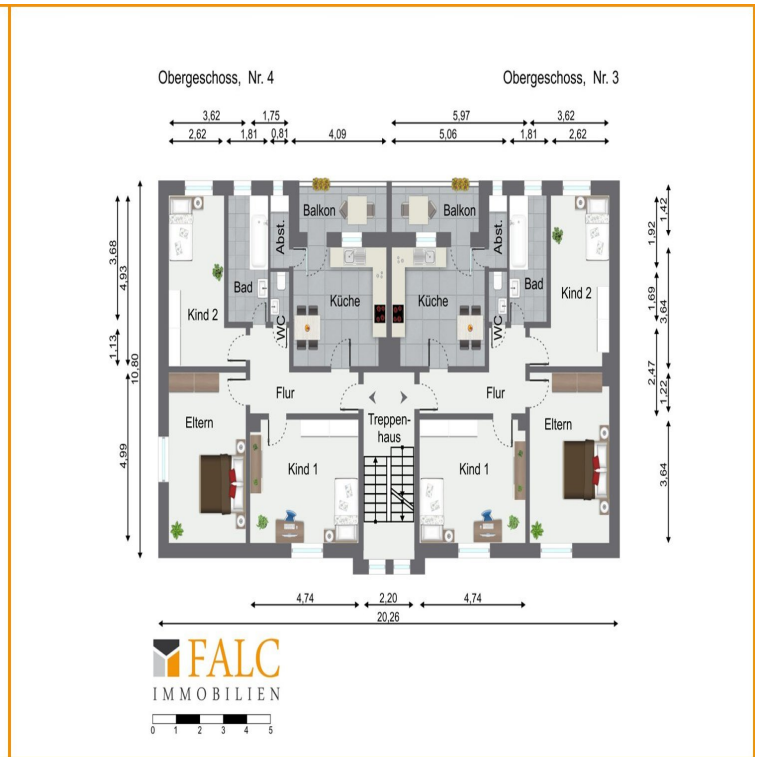 Obergeschoss, Nr. 4
Obergeschoss, Nr. 3
3,62 1,75 5,97 3,62
2,62 1,81 0,81 4,09 5,06 1,81 2,62
Balkon Balkon
Abst. Abst.
Bad Bad
Kind 2 Kind 2
Küche Küche
WC WC
Flur Flur
Eltern Eltern
Treppen-
haus
Kind 1 Kind 1
3,68
4,93
1,13
10,80
4,99
1,42
1,92
1,69
3,64
2,47
1,22
3,64
4,74 2,20 4,74
20,26
FALC
IMMOBILIEN
0 1 2 3 4 5